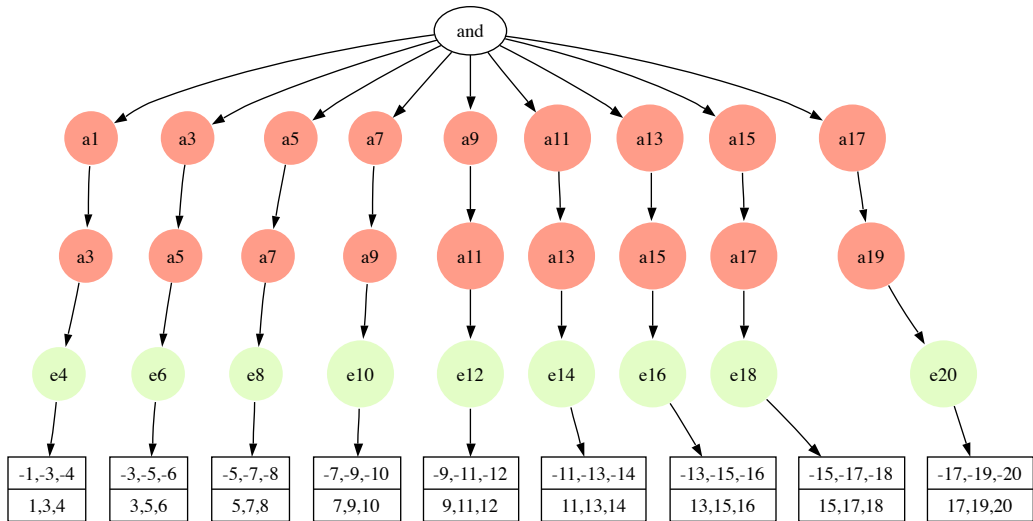 and
a1 a3 a5 a7 a9 a11 a13 a15 a17
a3 a5 a7 a9 a11 a13 a15 a17 a19
e4 e6 e8 e10 e12 e14 e16 e18 e20
-1,-3,-4 -3,-5,-6 -5,-7,-8 -7,-9,-10 -9,-11,-12 -11,-13,-14 -13,-15,-16 -15,-17,-18 -17,-19,-20
1,3,4 3,5,6 5,7,8 7,9,10 9,11,12 11,13,14 13,15,16 15,17,18 17,19,20